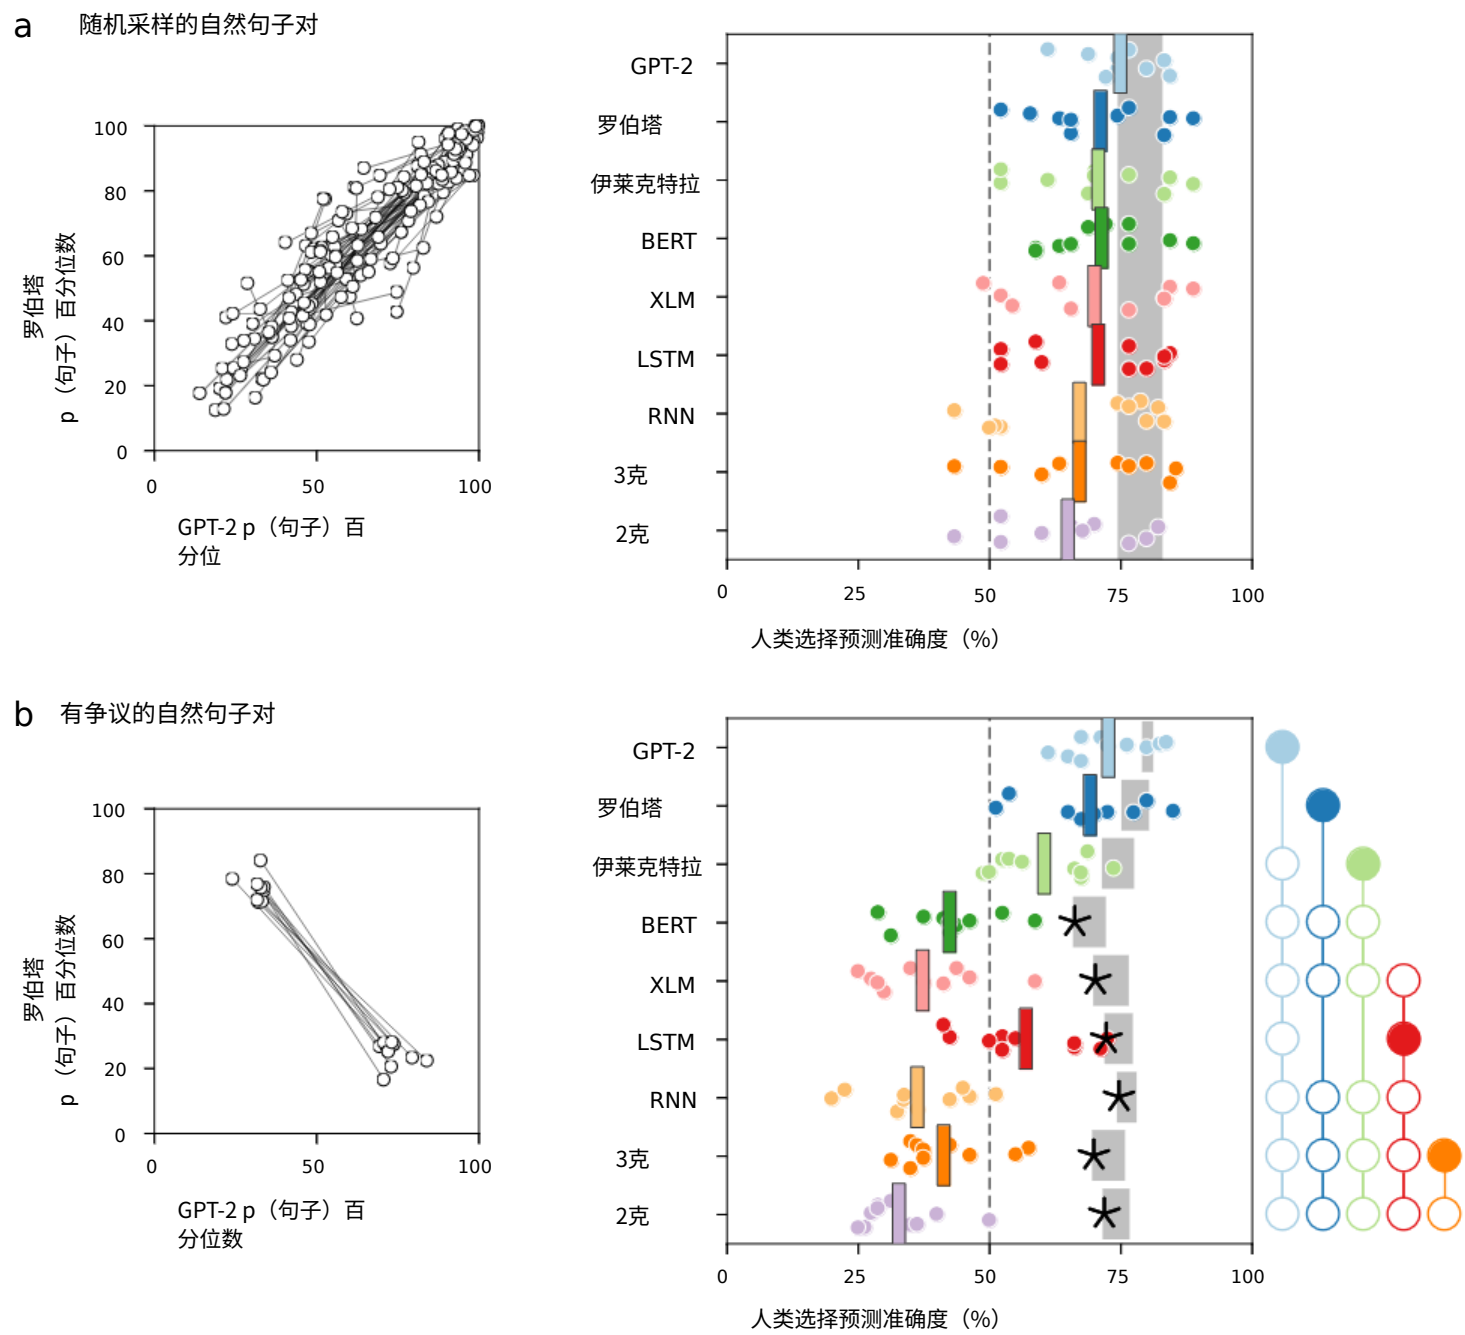 a 随机采样的自然句子对
罗伯塔
p（句子）百分位数
100
80
60
40
20
0
0 50 100
GPT-2 p（句子）百
分位
GPT-2
罗伯塔
伊莱克特拉
BERT
XLM
LSTM
RNN
3克
2克
0 25 50 75 100
人类选择预测准确度（%）
b 有争议的自然句子对
罗伯塔
p（句子）百分位数
100
80
60
40
20
0
0 50 100
GPT-2 p（句子）百
分位数
GPT-2
罗伯塔
伊莱克特拉
BERT
XLM
LSTM
RNN
3克
2克
0 25 50 75 100
人类选择预测准确度（%）